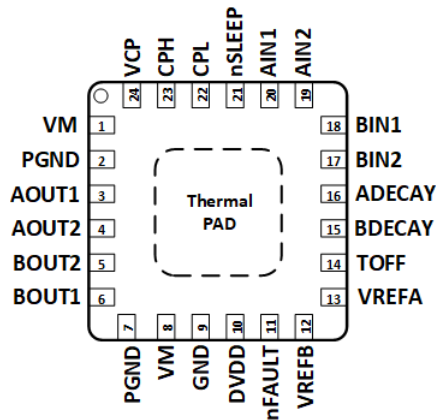 VCP
CPH
CPL
nSLEEP
AIN1
AIN2
24
23
22
21
20
19
VM 1
PGND 2
AOUT1 3
AOUT2 4
BOUT2 5
BOUT1 6
Thermal
PAD
18 BIN1
17 BIN2
16 ADECAY
15 BDECAY
14 TOFF
13 VREFA
7
8
9
10
11
12
PGND
VM
GND
DVDD
nFAULT
VREFB